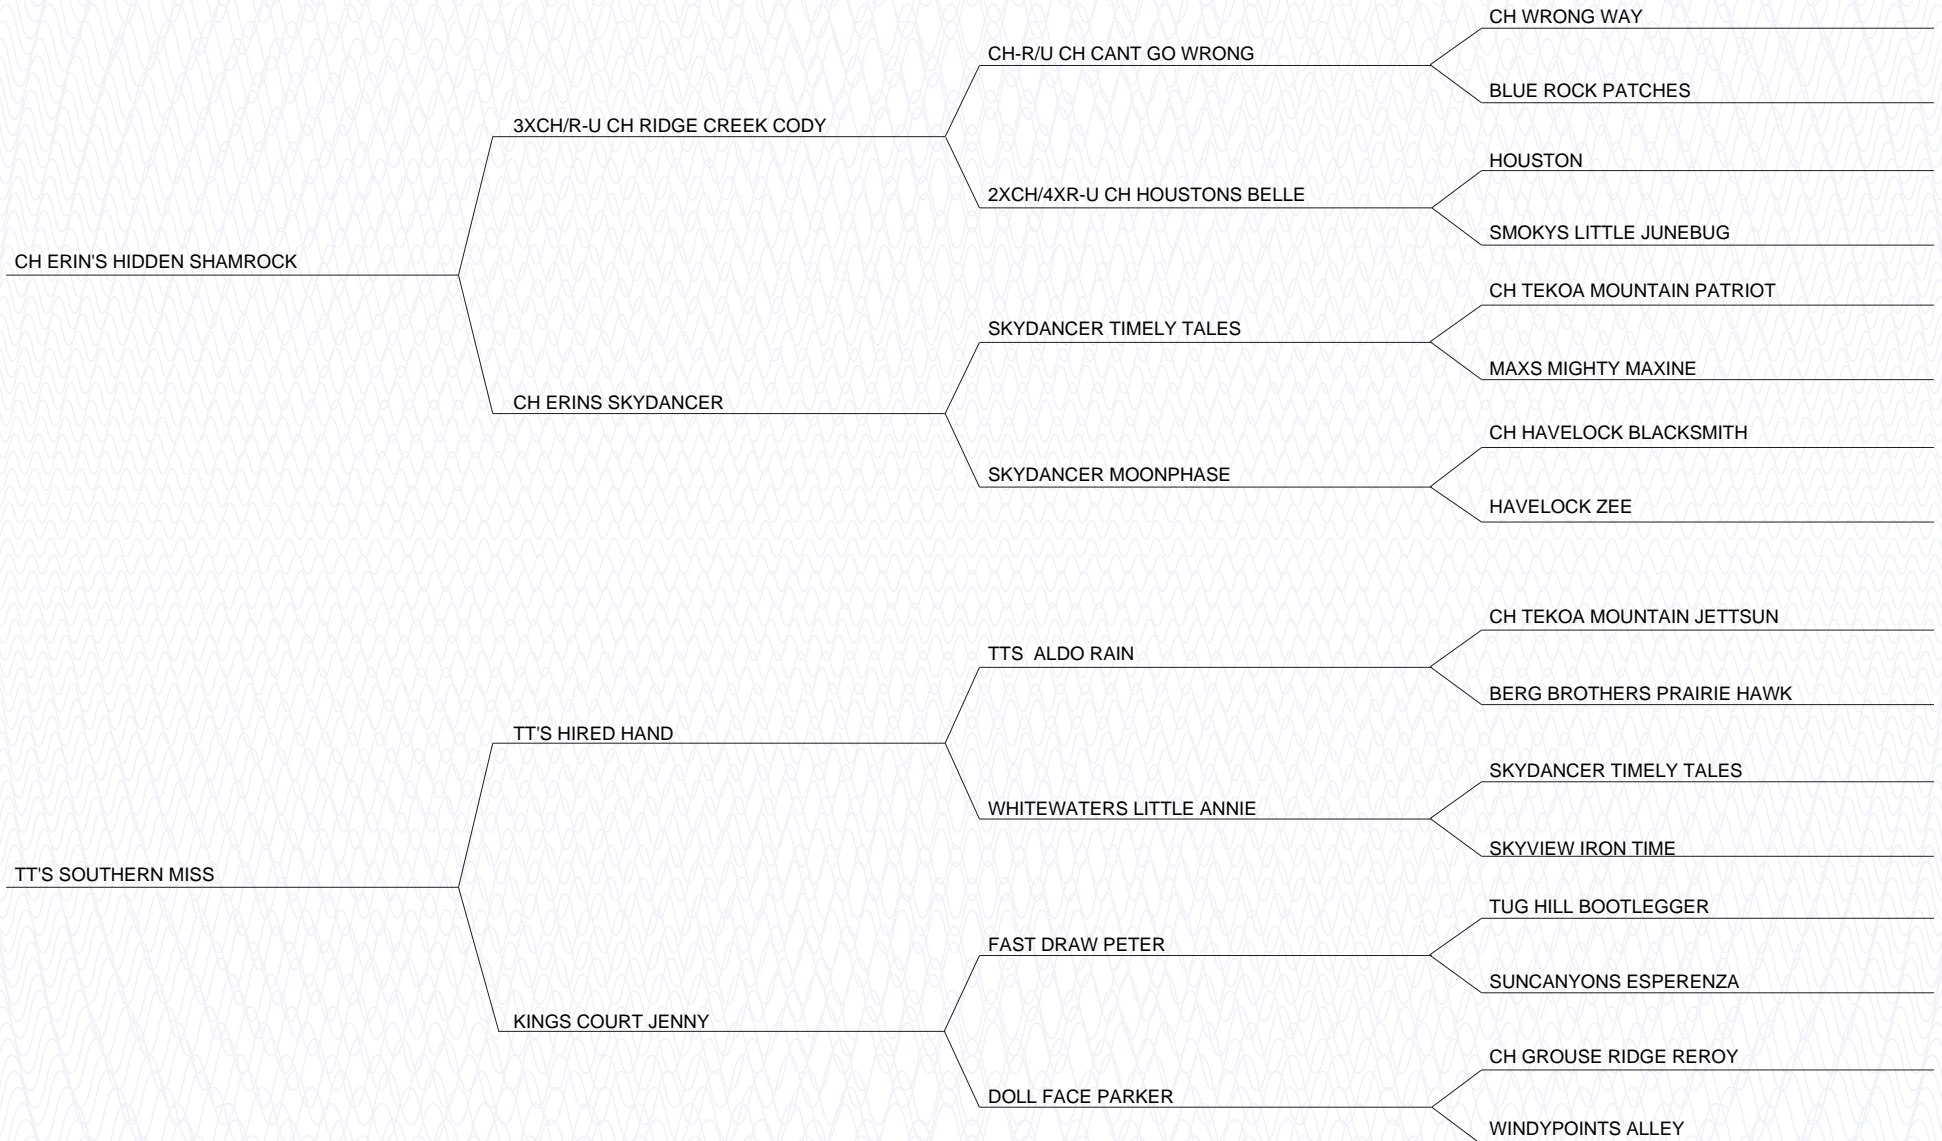 CH WRONG WAY
CH-R/U CH CANT GO WRONG
BLUE ROCK PATCHES
3XCH/R-U CH RIDGE CREEK CODY
HOUSTON
2XCH/4XR-U CH HOUSTONS BELLE
SMOKYS LITTLE JUNEBUG
CH ERIN'S HIDDEN SHAMROCK
CH TEKOA MOUNTAIN PATRIOT
SKYDANCER TIMELY TALES
MAXS MIGHTY MAXINE
CH ERINS SKYDANCER
CH HAVELOCK BLACKSMITH
SKYDANCER MOONPHASE
HAVELOCK ZEE
CH TEKOA MOUNTAIN JETTSUN
TTS  ALDO RAIN
BERG BROTHERS PRAIRIE HAWK
TT'S HIRED HAND
SKYDANCER TIMELY TALES
WHITEWATERS LITTLE ANNIE
SKYVIEW IRON TIME
TT'S SOUTHERN MISS
TUG HILL BOOTLEGGER
FAST DRAW PETER
SUNCANYONS ESPERENZA
KINGS COURT JENNY
CH GROUSE RIDGE REROY
DOLL FACE PARKER
WINDYPOINTS ALLEY